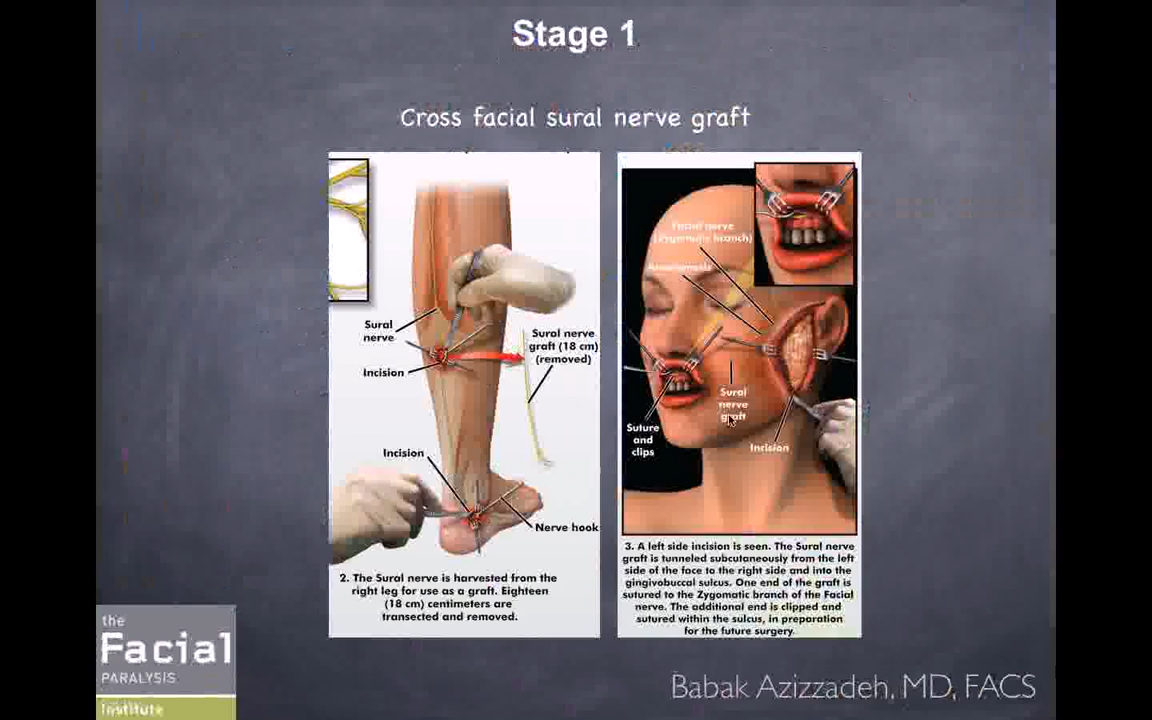 Stage 1
Cross facial sural nerve graft
Sural
nerve
Incision
Sural nerve
graft (18 cm)
(removed)
Incision
Nerve hook
2. The Sural nerve is harvested from the
right leg for use as a graft. Eighteen
(18 cm) centimeters are
transected and removed.
Facial nerve
(Zygomatic branch)
Sural
nerve
graft
Suture
and
clips
Incision
3. A left side incision is seen. The Sural nerve
graft is tunneled subcutaneously from the left
side of the face to the right side and into the
gingivobuccal sulcus. One end of the graft is
sutured to the Zygomatic branch of the Facial
nerve. The additional end is clipped and
sutured within the sulcus, in preparation
for the future surgery.
the
Facial
PARALYSIS
Institute
Babak Azizzadeh, MD, FACS